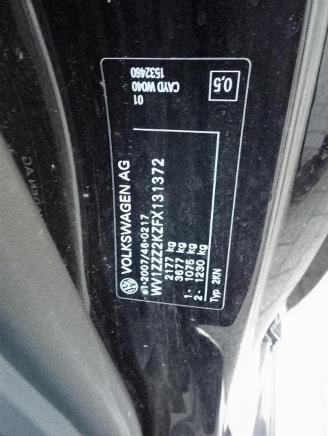 VOLKSWAGEN AG
e1*2007/46*0217
WV1ZZZ2KZFX131372
2177 kg
3677 kg
1- 1076 kg
2- 1230 kg
Typ 2KN
01
CAYD W040
1532460
0,5